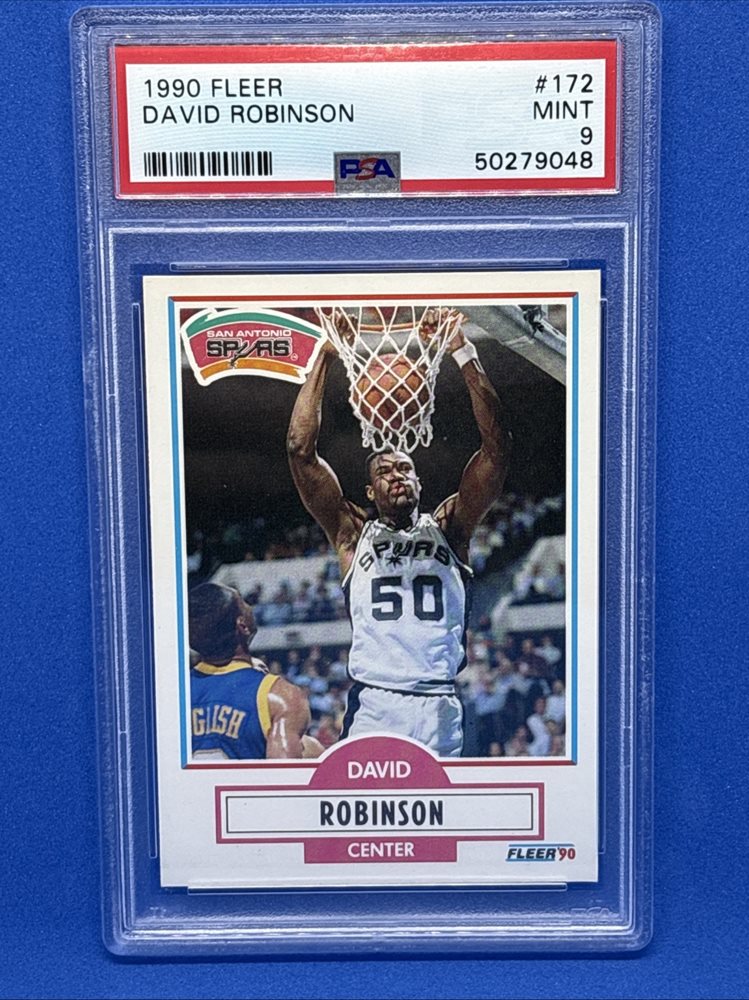 1990 FLEER
#172
DAVID ROBINSON
MINT
9
PSA
50279048
SAN ANTONIO
SPURS
SPURS
50
GLISH
DAVID
ROBINSON
CENTER
FLEER'90